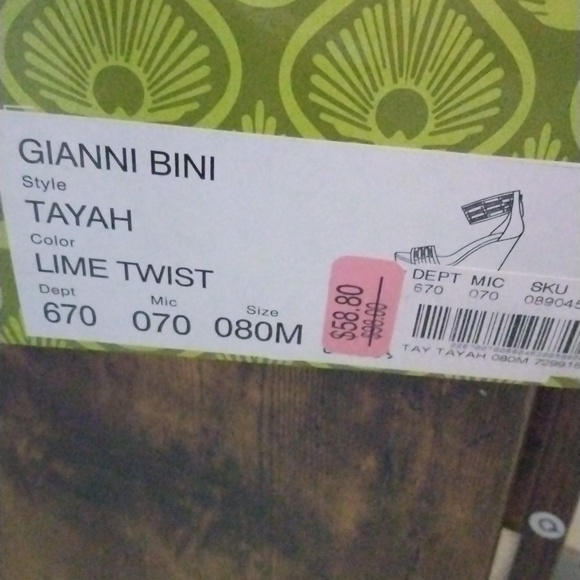 GIANNI BINI
Style
TAYAH
Color
LIME TWIST
Dept Mic Size
670 070 080M
$58.80
DEPT MIC SKU
670 070 089045
TAY TAYAH 080M